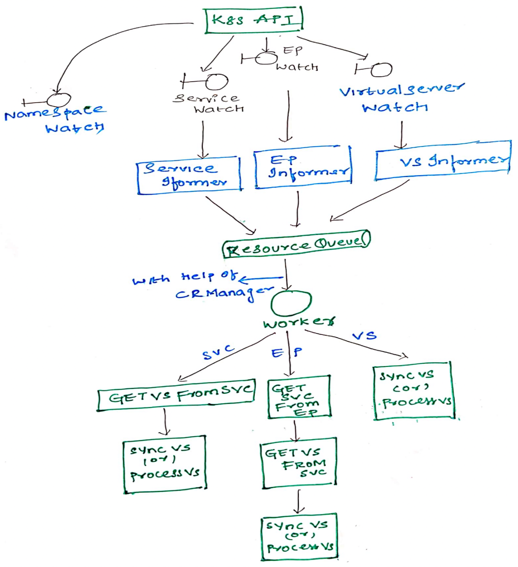 K8s API
EP
Watch
Service
Watch
Namespace
Watch
VirtualServer
Watch
Service
Iformer
EP
Informer
VS Informer
Resource Queue
With Help of
CRManager
Worker
SVC
EP
VS
GET VS From SVC
GET
SVC
From
EP
Sync VS
(or)
Process VS
Sync VS
(or)
Process VS
GET VS
FROM
SVC
Sync VS
(or)
Process VS